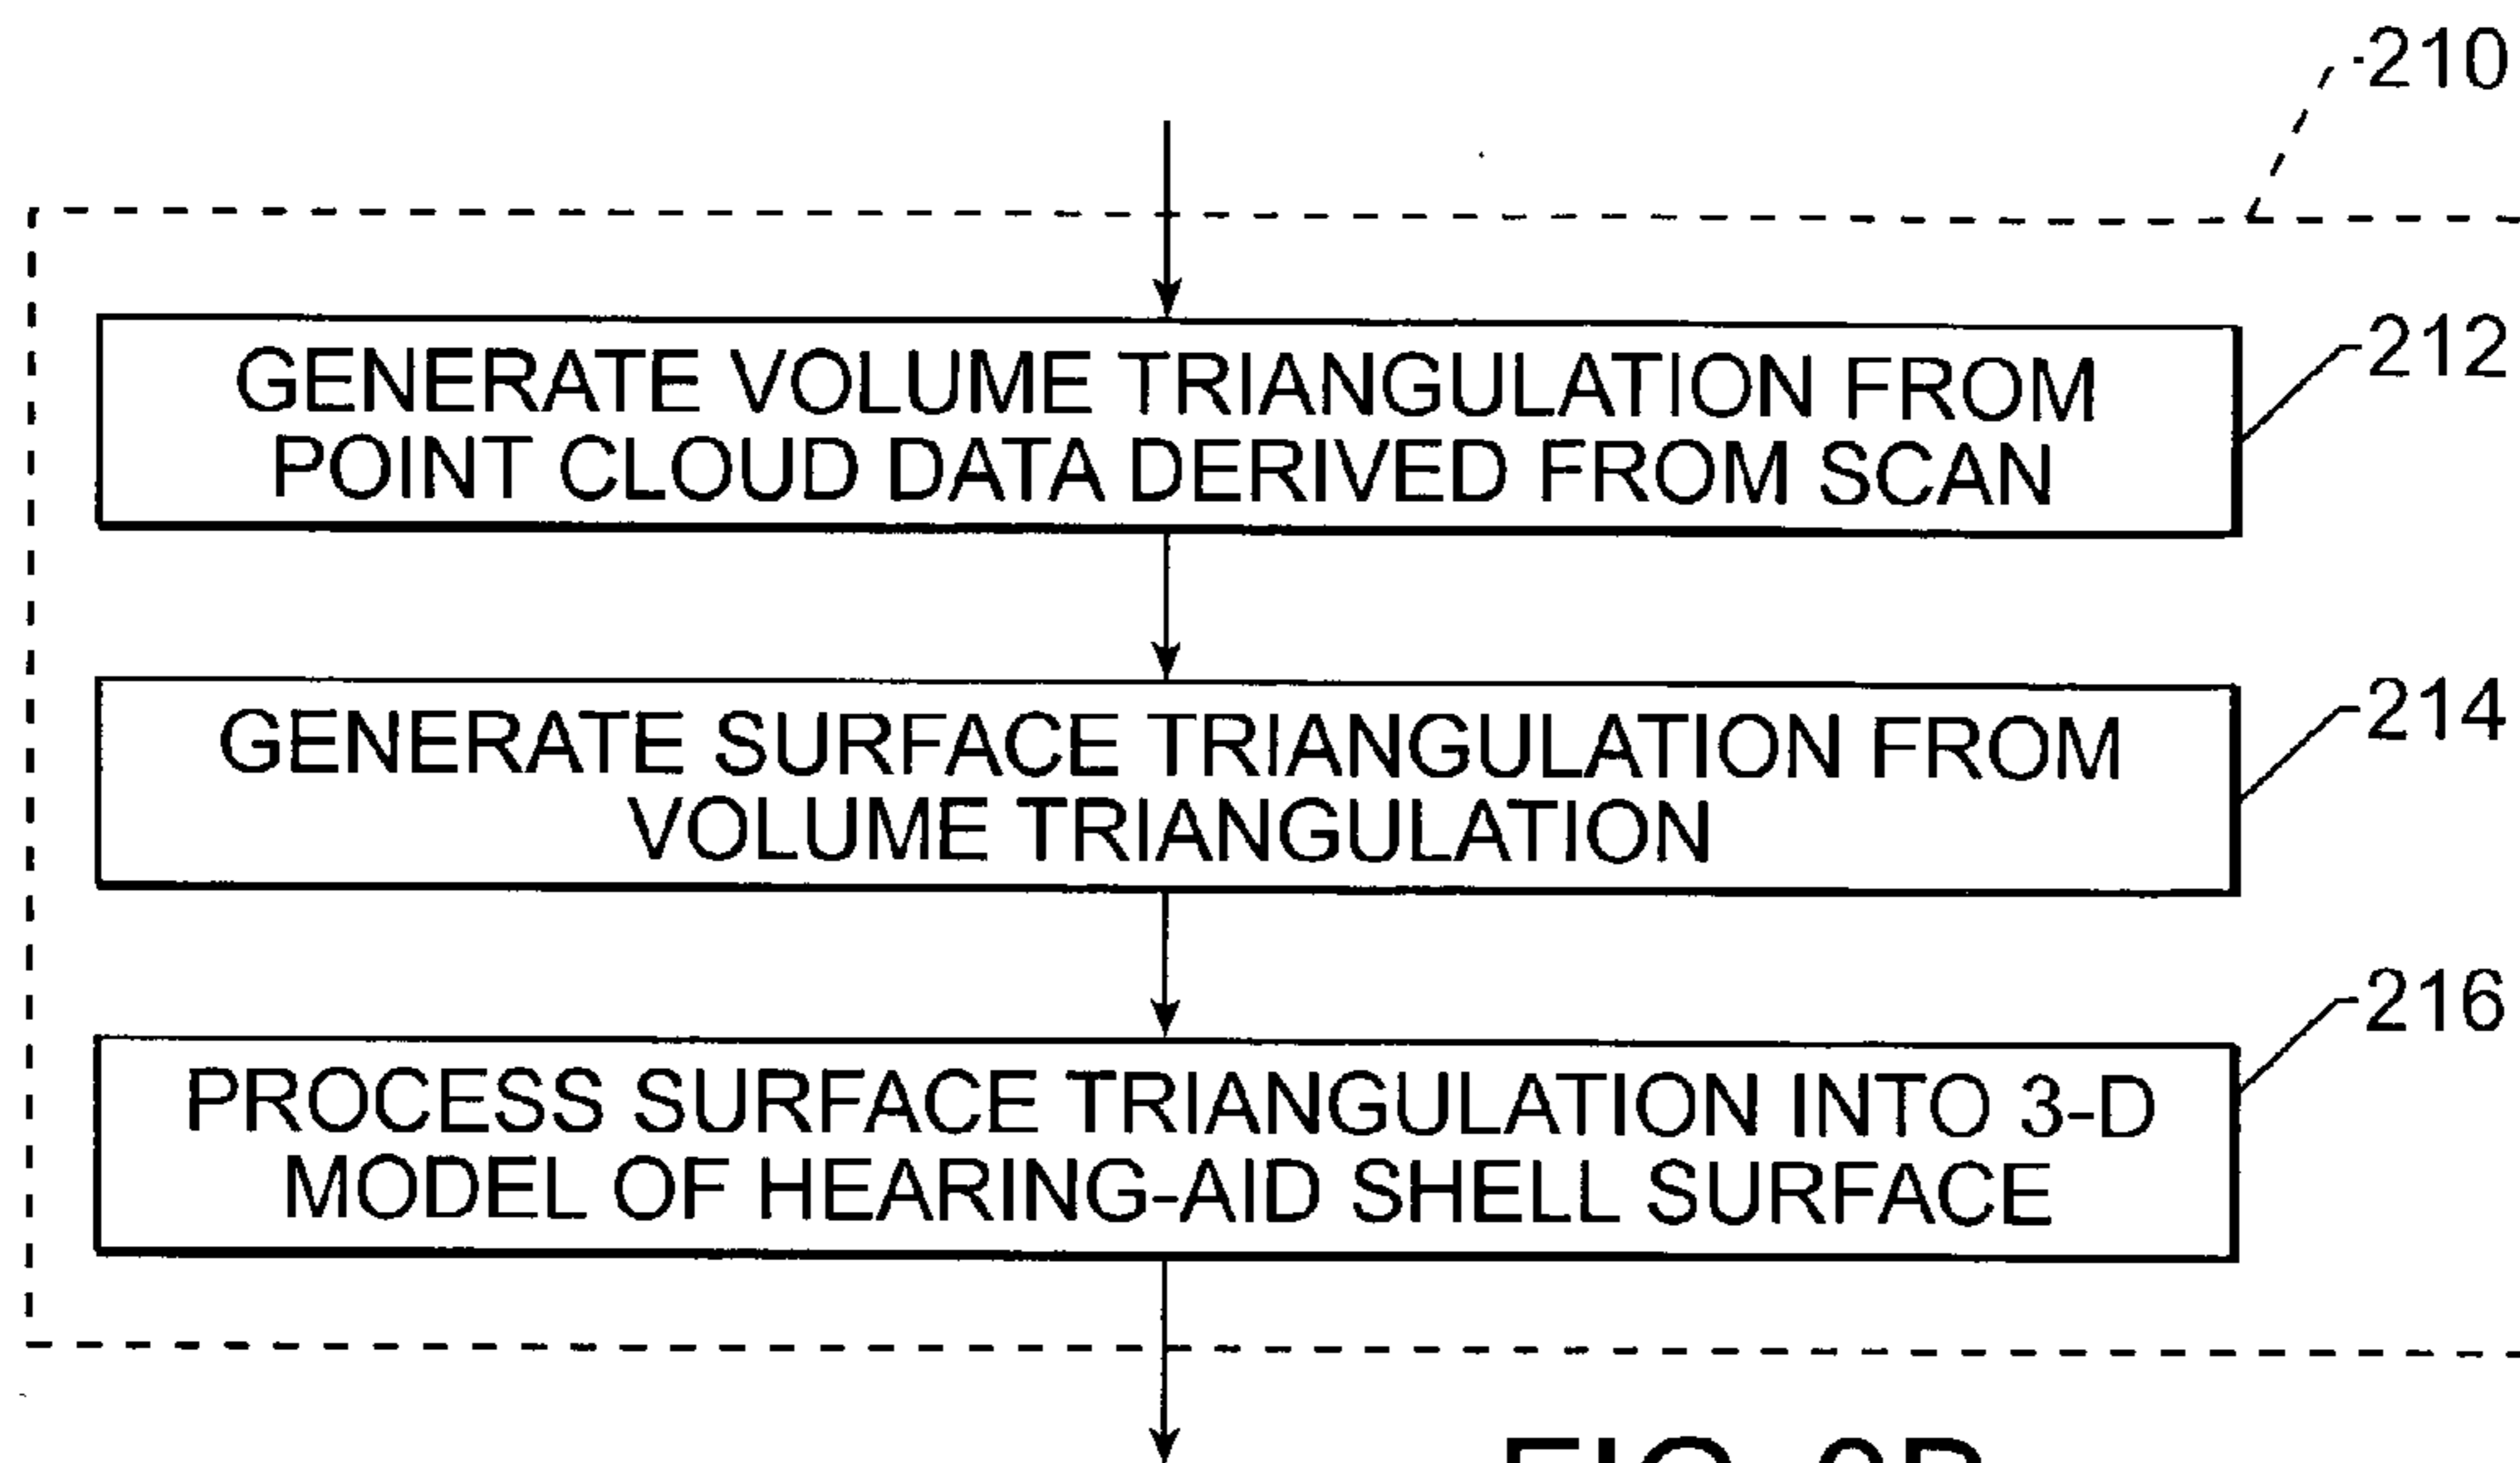 210
GENERATE VOLUME TRIANGULATION FROM
POINT CLOUD DATA DERIVED FROM SCAN
212
GENERATE SURFACE TRIANGULATION FROM
VOLUME TRIANGULATION
214
PROCESS SURFACE TRIANGULATION INTO 3-D
MODEL OF HEARING-AID SHELL SURFACE
216